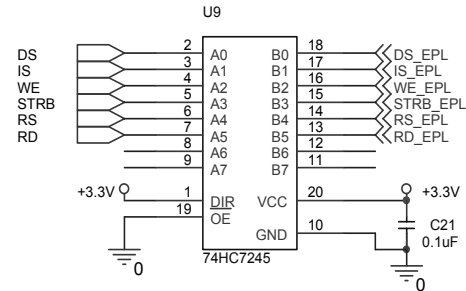 U9
DS 2 A0 B0 18 DS_EPL
IS 3 A1 B1 17 IS_EPL
WE 4 A2 B2 16 WE_EPL
STRB 5 A3 B3 15 STRB_EPL
RS 6 A4 B4 14 RS_EPL
RD 7 A5 B5 13 RD_EPL
8 A6 B6 12
9 A7 B7 11
+3.3V 1 DIR VCC 20 +3.3V
19 OE
GND 10 C21
0.1uF
74HC7245
0 0